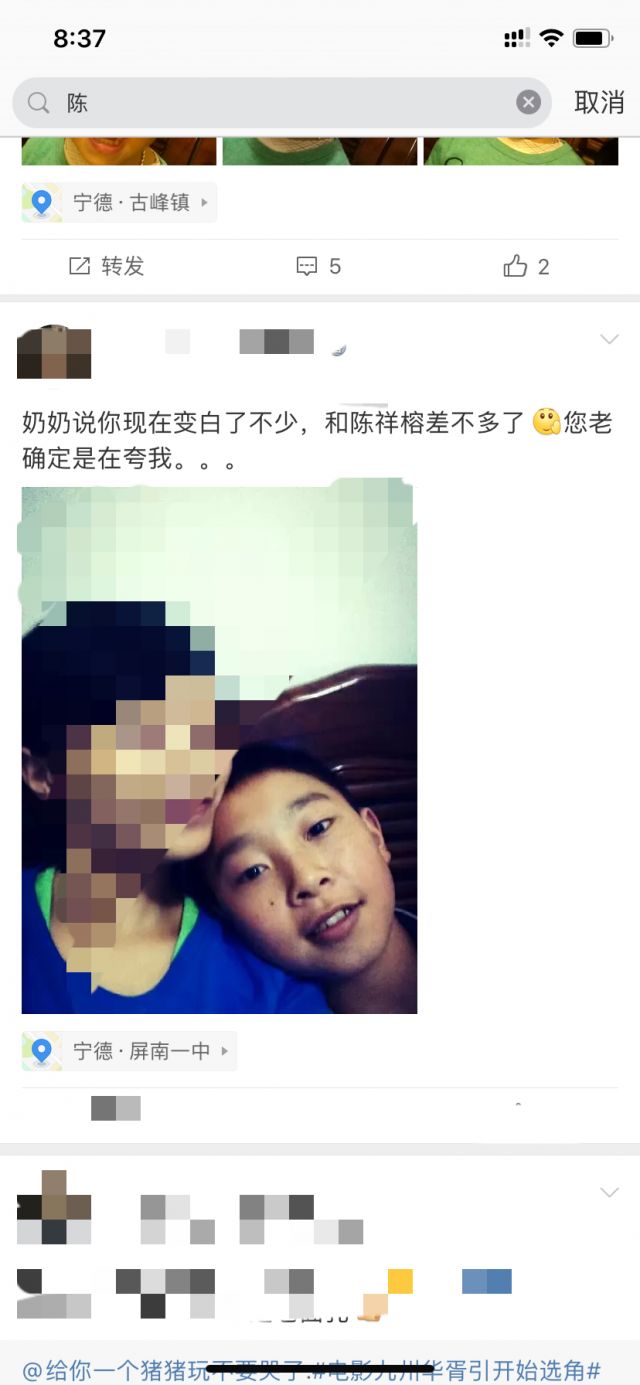 8:37
陈
取消
宁德·古峰镇
转发
5
2
奶奶说你现在变白了不少，和陈祥榕差不多了您老
确定是在夸我。。。
宁德·屏南一中
@给你一个猪猪玩不要哭了:#电影九州华胥引开始选角#